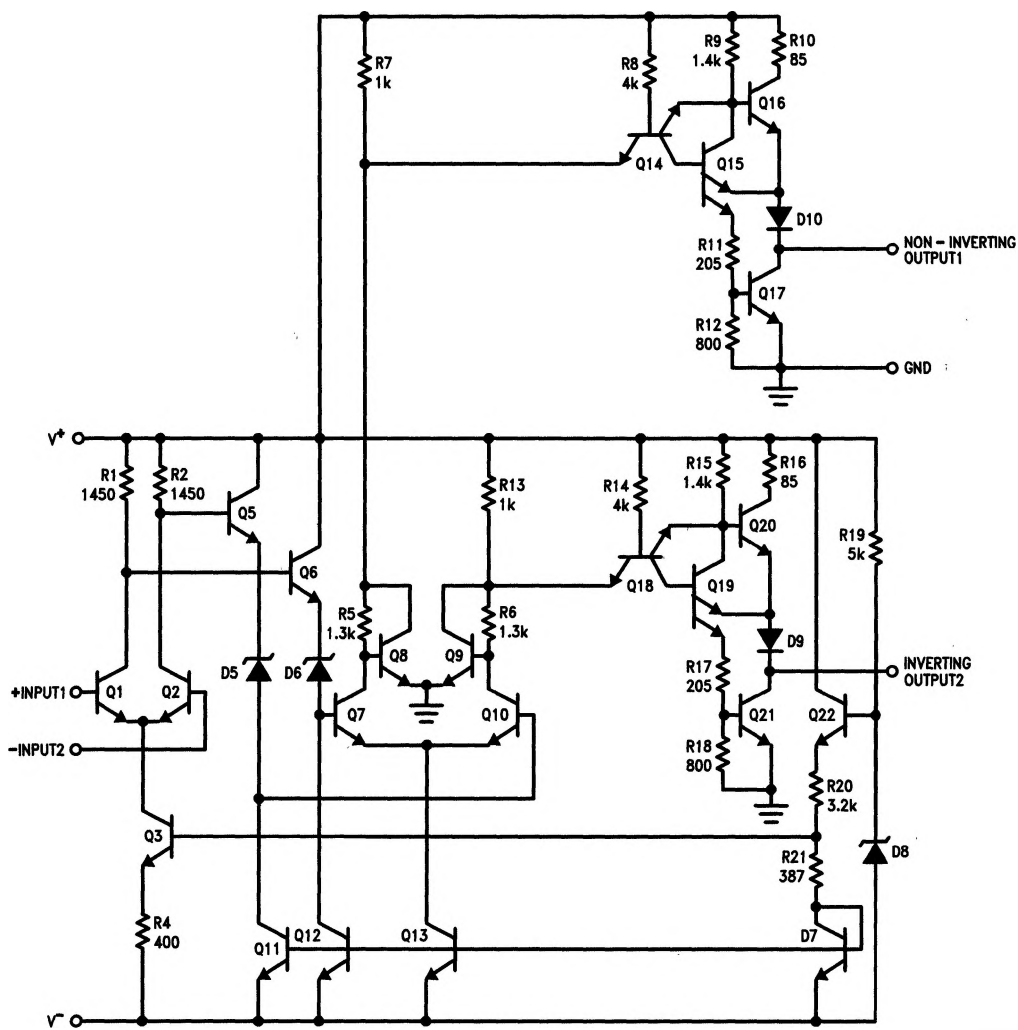 R7
1k
R8
4k
R9
1.4k
R10
85
Q16
Q14
Q15
D10
R11
205
NON – INVERTING
OUTPUT1
Q17
R12
800
GND
V+
R1
1450
R2
1450
Q5
Q6
R13
1k
R14
4k
R15
1.4k
R16
85
Q20
R19
5k
Q18
Q19
R5
1.3k
R6
1.3k
Q8
Q9
D9
D5
D6
R17
205
INVERTING
OUTPUT2
+INPUT1
Q1
Q2
Q7
Q10
Q21
Q22
–INPUT2
R18
800
R20
3.2k
Q3
D8
R21
387
R4
400
Q11
Q12
Q13
D7
V–